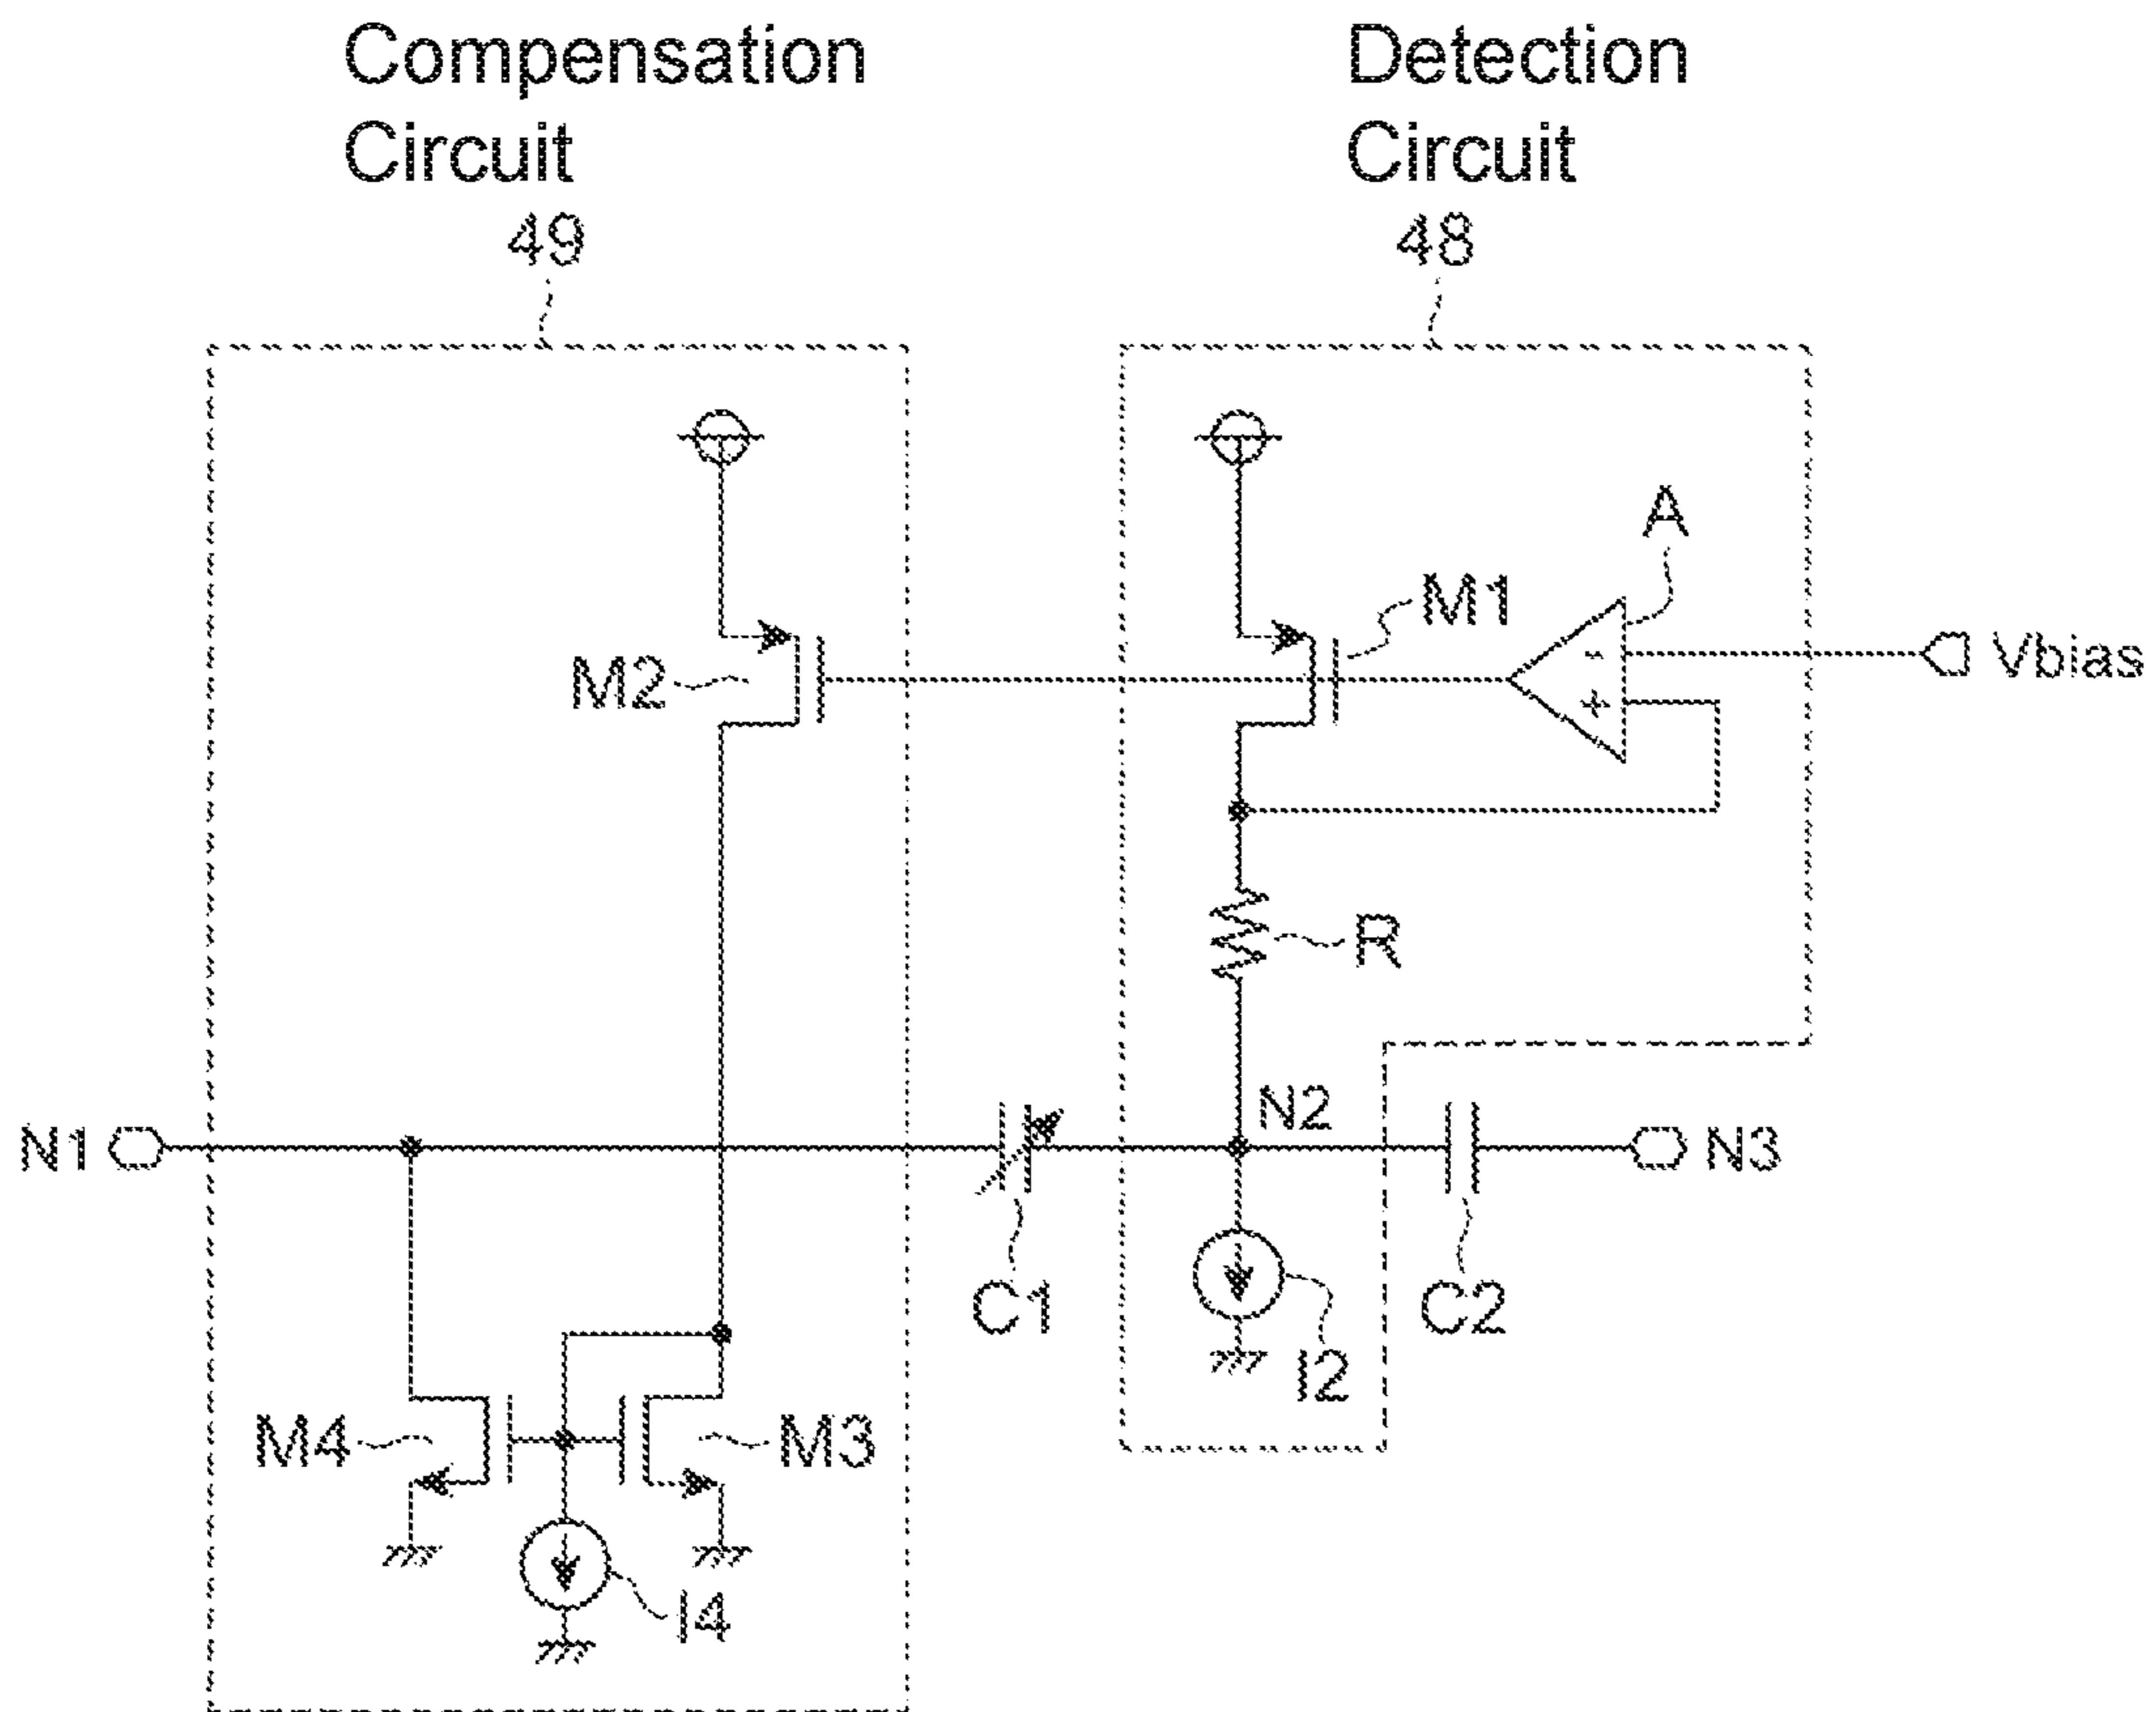 Compensation
Circuit
49
Detection
Circuit
48
A
M1
M2
-
+
Vbias
R
N1
N2
N3
C1
C2
I2
M4
M3
I4